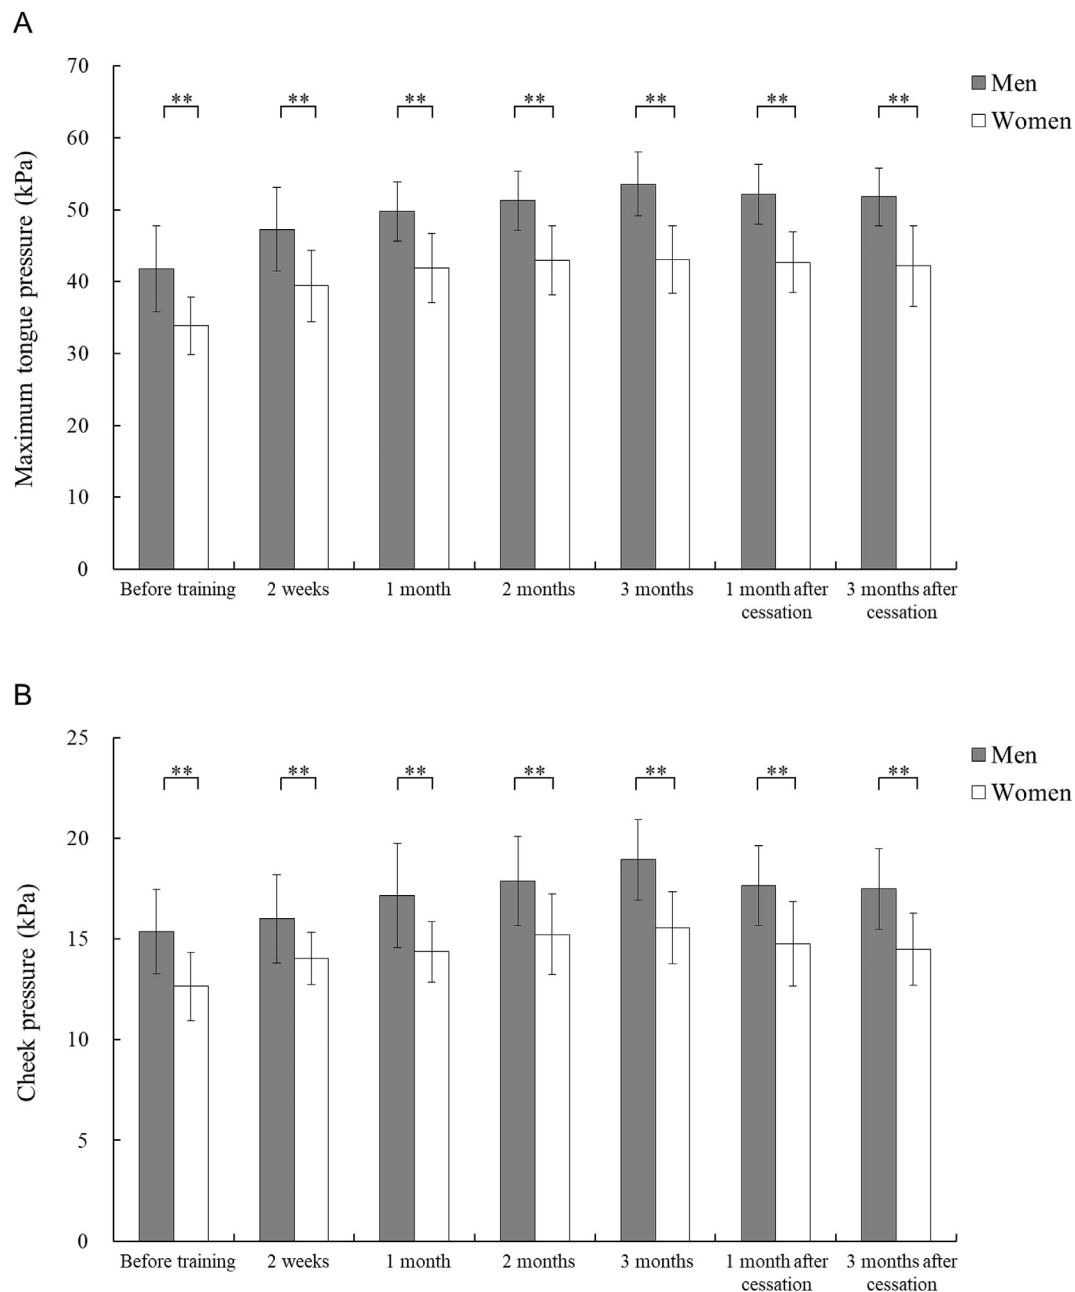 A
70
60
50
40
30
20
10
0
Maximum tongue pressure (kPa)
** ** ** ** ** ** **
Men
Women
Before training 2 weeks 1 month 2 months 3 months 1 month after 3 months after
cessation cessation
B
25
20
15
10
5
0
Cheek pressure (kPa)
** ** ** ** ** ** **
Men
Women
Before training 2 weeks 1 month 2 months 3 months 1 month after 3 months after
cessation cessation